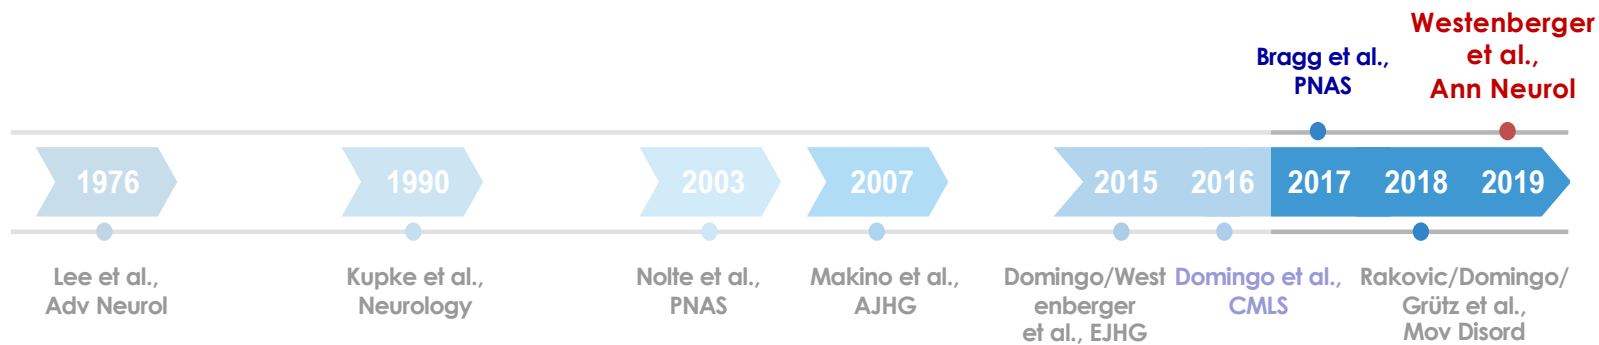 Westenberger
et al.,
Ann Neurol
Bragg et al.,
PNAS
1976
1990
2003
2007
2015
2016
2017
2018
2019
Lee et al.,
Adv Neurol
Kupke et al.,
Neurology
Nolte et al.,
PNAS
Makino et al.,
AJHG
Domingo/West
enberger
et al., EJHG
Domingo et al.,
CMLS
Rakovic/Domingo/
Grütz et al.,
Mov Disord